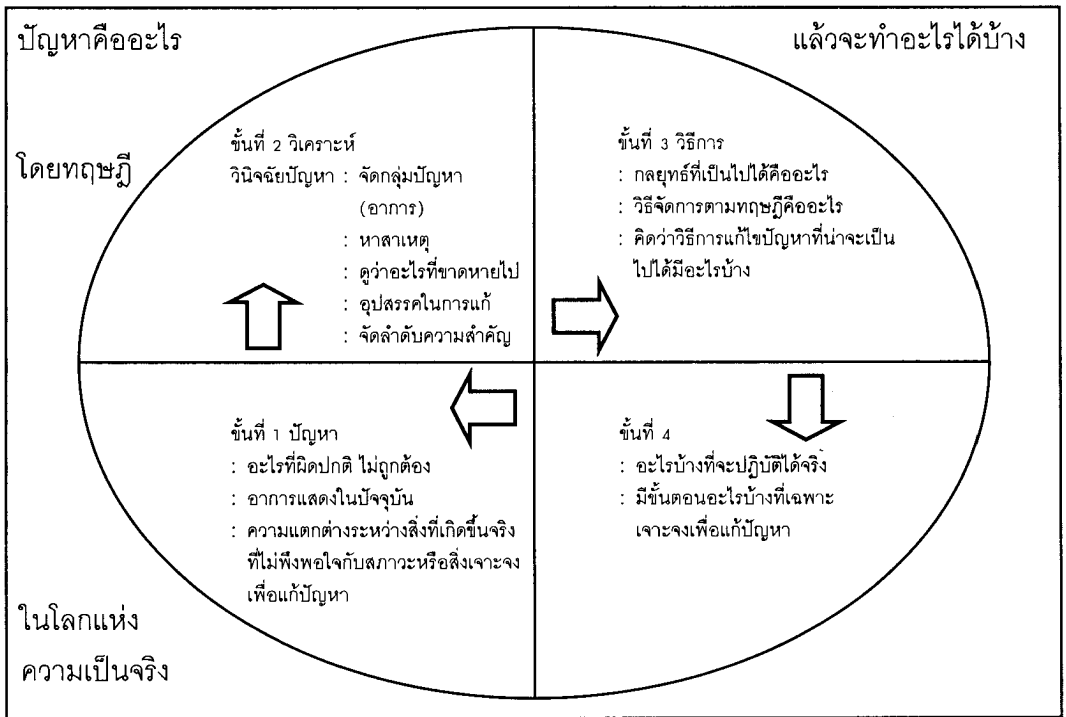 ปัญหาคืออะไร
แล้วจะทำอะไรได้บ้าง
โดยทฤษฎี
ขั้นที่ 2 วิเคราะห์
วินิจฉัยปัญหา : จัดกลุ่มปัญหา
(อาการ)
: หาสาเหตุ
: ดูว่าอะไรที่ขาดหายไป
: อุปสรรคในการแก้
: จัดลำดับความสำคัญ
ขั้นที่ 3 วิธีการ
: กลยุทธ์ที่เป็นไปได้คืออะไร
: วิธีจัดการตามทฤษฎีคืออะไร
: คิดว่าวิธีการแก้ไขปัญหาที่น่าจะเป็น
ไปได้มีอะไรบ้าง
ขั้นที่ 1 ปัญหา
: อะไรที่ผิดปกติ ไม่ถูกต้อง
: อาการแสดงในปัจจุบัน
: ความแตกต่างระหว่างสิ่งที่เกิดขึ้นจริง
ที่ไม่พึงพอใจกับสภาวะหรือสิ่งเจาะจง
เพื่อแก้ปัญหา
ขั้นที่ 4
: อะไรบ้างที่จะปฏิบัติได้จริง
: มีขั้นตอนอะไรบ้างที่เฉพาะ
เจาะจงเพื่อแก้ปัญหา
ในโลกแห่ง
ความเป็นจริง